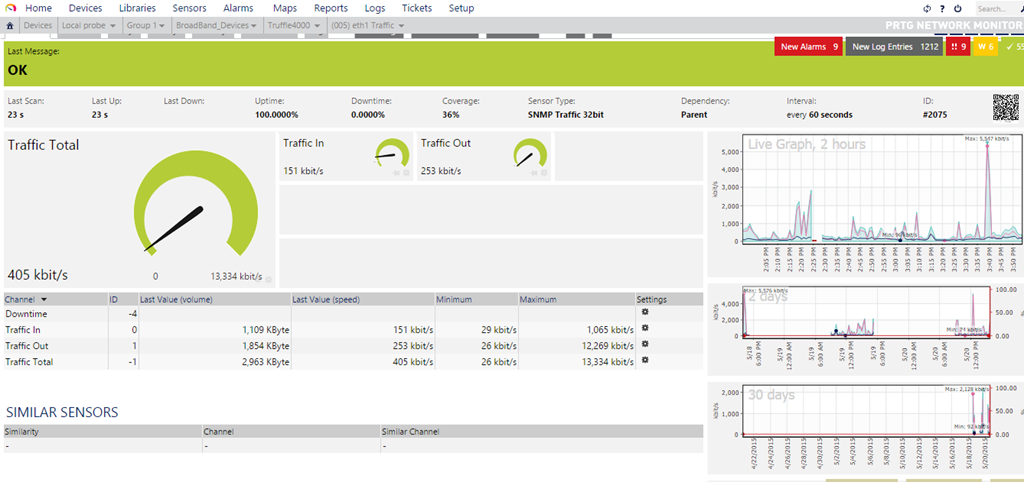 Home Devices Libraries Sensors Alarms Maps Reports Logs Tickets Setup Search...
Devices Local probe Group 1 BroadBand_Devices Truffle4000 (005) eth1 Traffic PRTG NETWORK MONITOR
Last Message:
OK
New Alarms 9 New Log Entries 1212 !! 9 W 6
Last Scan: Last Up: Last Down: Uptime: Downtime: Coverage: Sensor Type: Dependency: Interval: ID:
23 s 23 s 100.0000% 0.0000% 36% SNMP Traffic 32bit Parent every 60 seconds #2075
Traffic Total
405 kbit/s
0 13,334 kbit/s
Traffic In
151 kbit/s
Traffic Out
253 kbit/s
Channel ID Last Value (volume) Last Value (speed) Minimum Maximum Settings
Downtime -4
Traffic In 0 1,109 KByte 151 kbit/s 29 kbit/s 1,065 kbit/s
Traffic Out 1 1,854 KByte 253 kbit/s 26 kbit/s 12,269 kbit/s
Traffic Total -1 2,963 KByte 405 kbit/s 26 kbit/s 13,334 kbit/s
SIMILAR SENSORS
Similarity Channel Similar Channel
- - -
Live Graph, 2 hours
Max: 5,587 kbit/s
kbit/s
5,000
4,000
3,000
2,000
1,000
0
2:05 PM 2:10 PM 2:15 PM 2:20 PM 2:25 PM 2:30 PM 2:35 PM 2:40 PM 2:45 PM 2:50 PM 2:55 PM 3:00 PM 3:05 PM 3:10 PM 3:15 PM 3:20 PM 3:25 PM 3:30 PM 3:35 PM 3:40 PM 3:45 PM 3:50 PM
2 days
Max: 5,576 kbit/s
kbit/s
4,000
2,000
0
100.00
50.00
0.00
5/18 6:00 PM 5/19 12:00 AM 5/19 6:00 AM 5/19 12:00 PM 5/19 6:00 PM 5/20 12:00 AM 5/20 6:00 AM 5/20 12:00 PM
30 days
kbit/s
2,000
1,000
0
100.00
50.00
0.00
Min: 92 kbit/s
4/22/2015 4/24/2015 4/26/2015 4/28/2015 4/30/2015 5/2/2015 5/4/2015 5/6/2015 5/8/2015 5/10/2015 5/12/2015 5/14/2015 5/16/2015 5/18/2015 5/20/2015